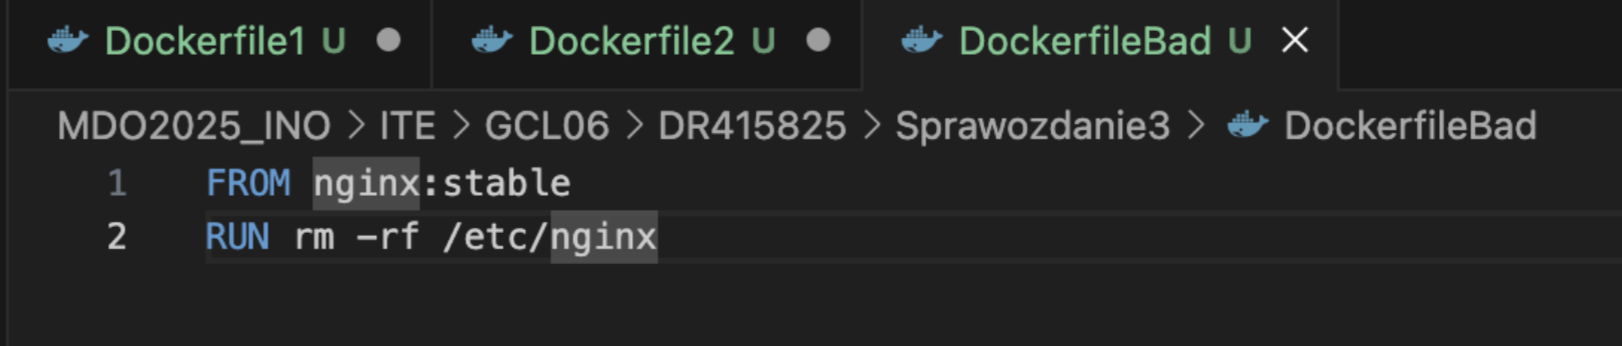 Dockerfile1 U Dockerfile2 U DockerfileBad U
MDO2025_INO > ITE > GCL06 > DR415825 > Sprawozdanie3 > DockerfileBad
1 FROM nginx:stable
2 RUN rm -rf /etc/nginx